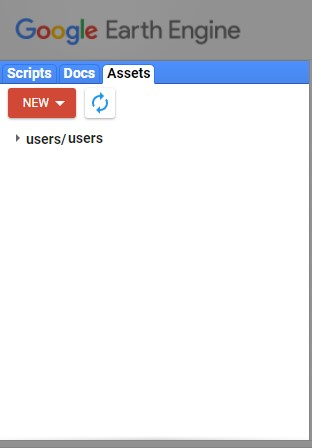 Google Earth Engine
Scripts Docs Assets
NEW
users/users